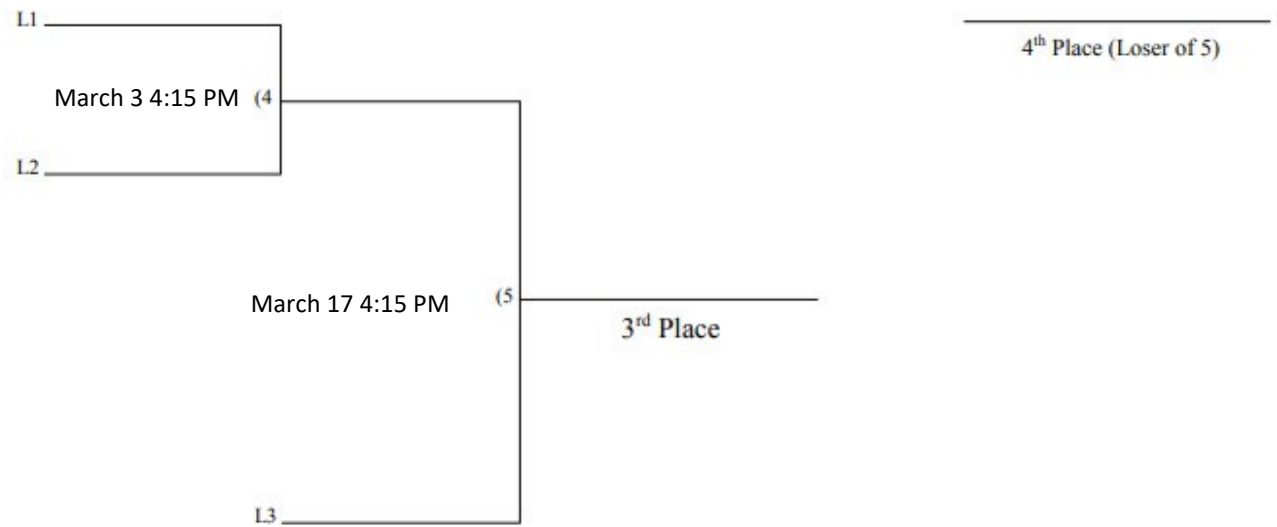 L1
4th Place (Loser of 5)
March 3 4:15 PM (4
L2
March 17 4:15 PM (5
3rd Place
L3